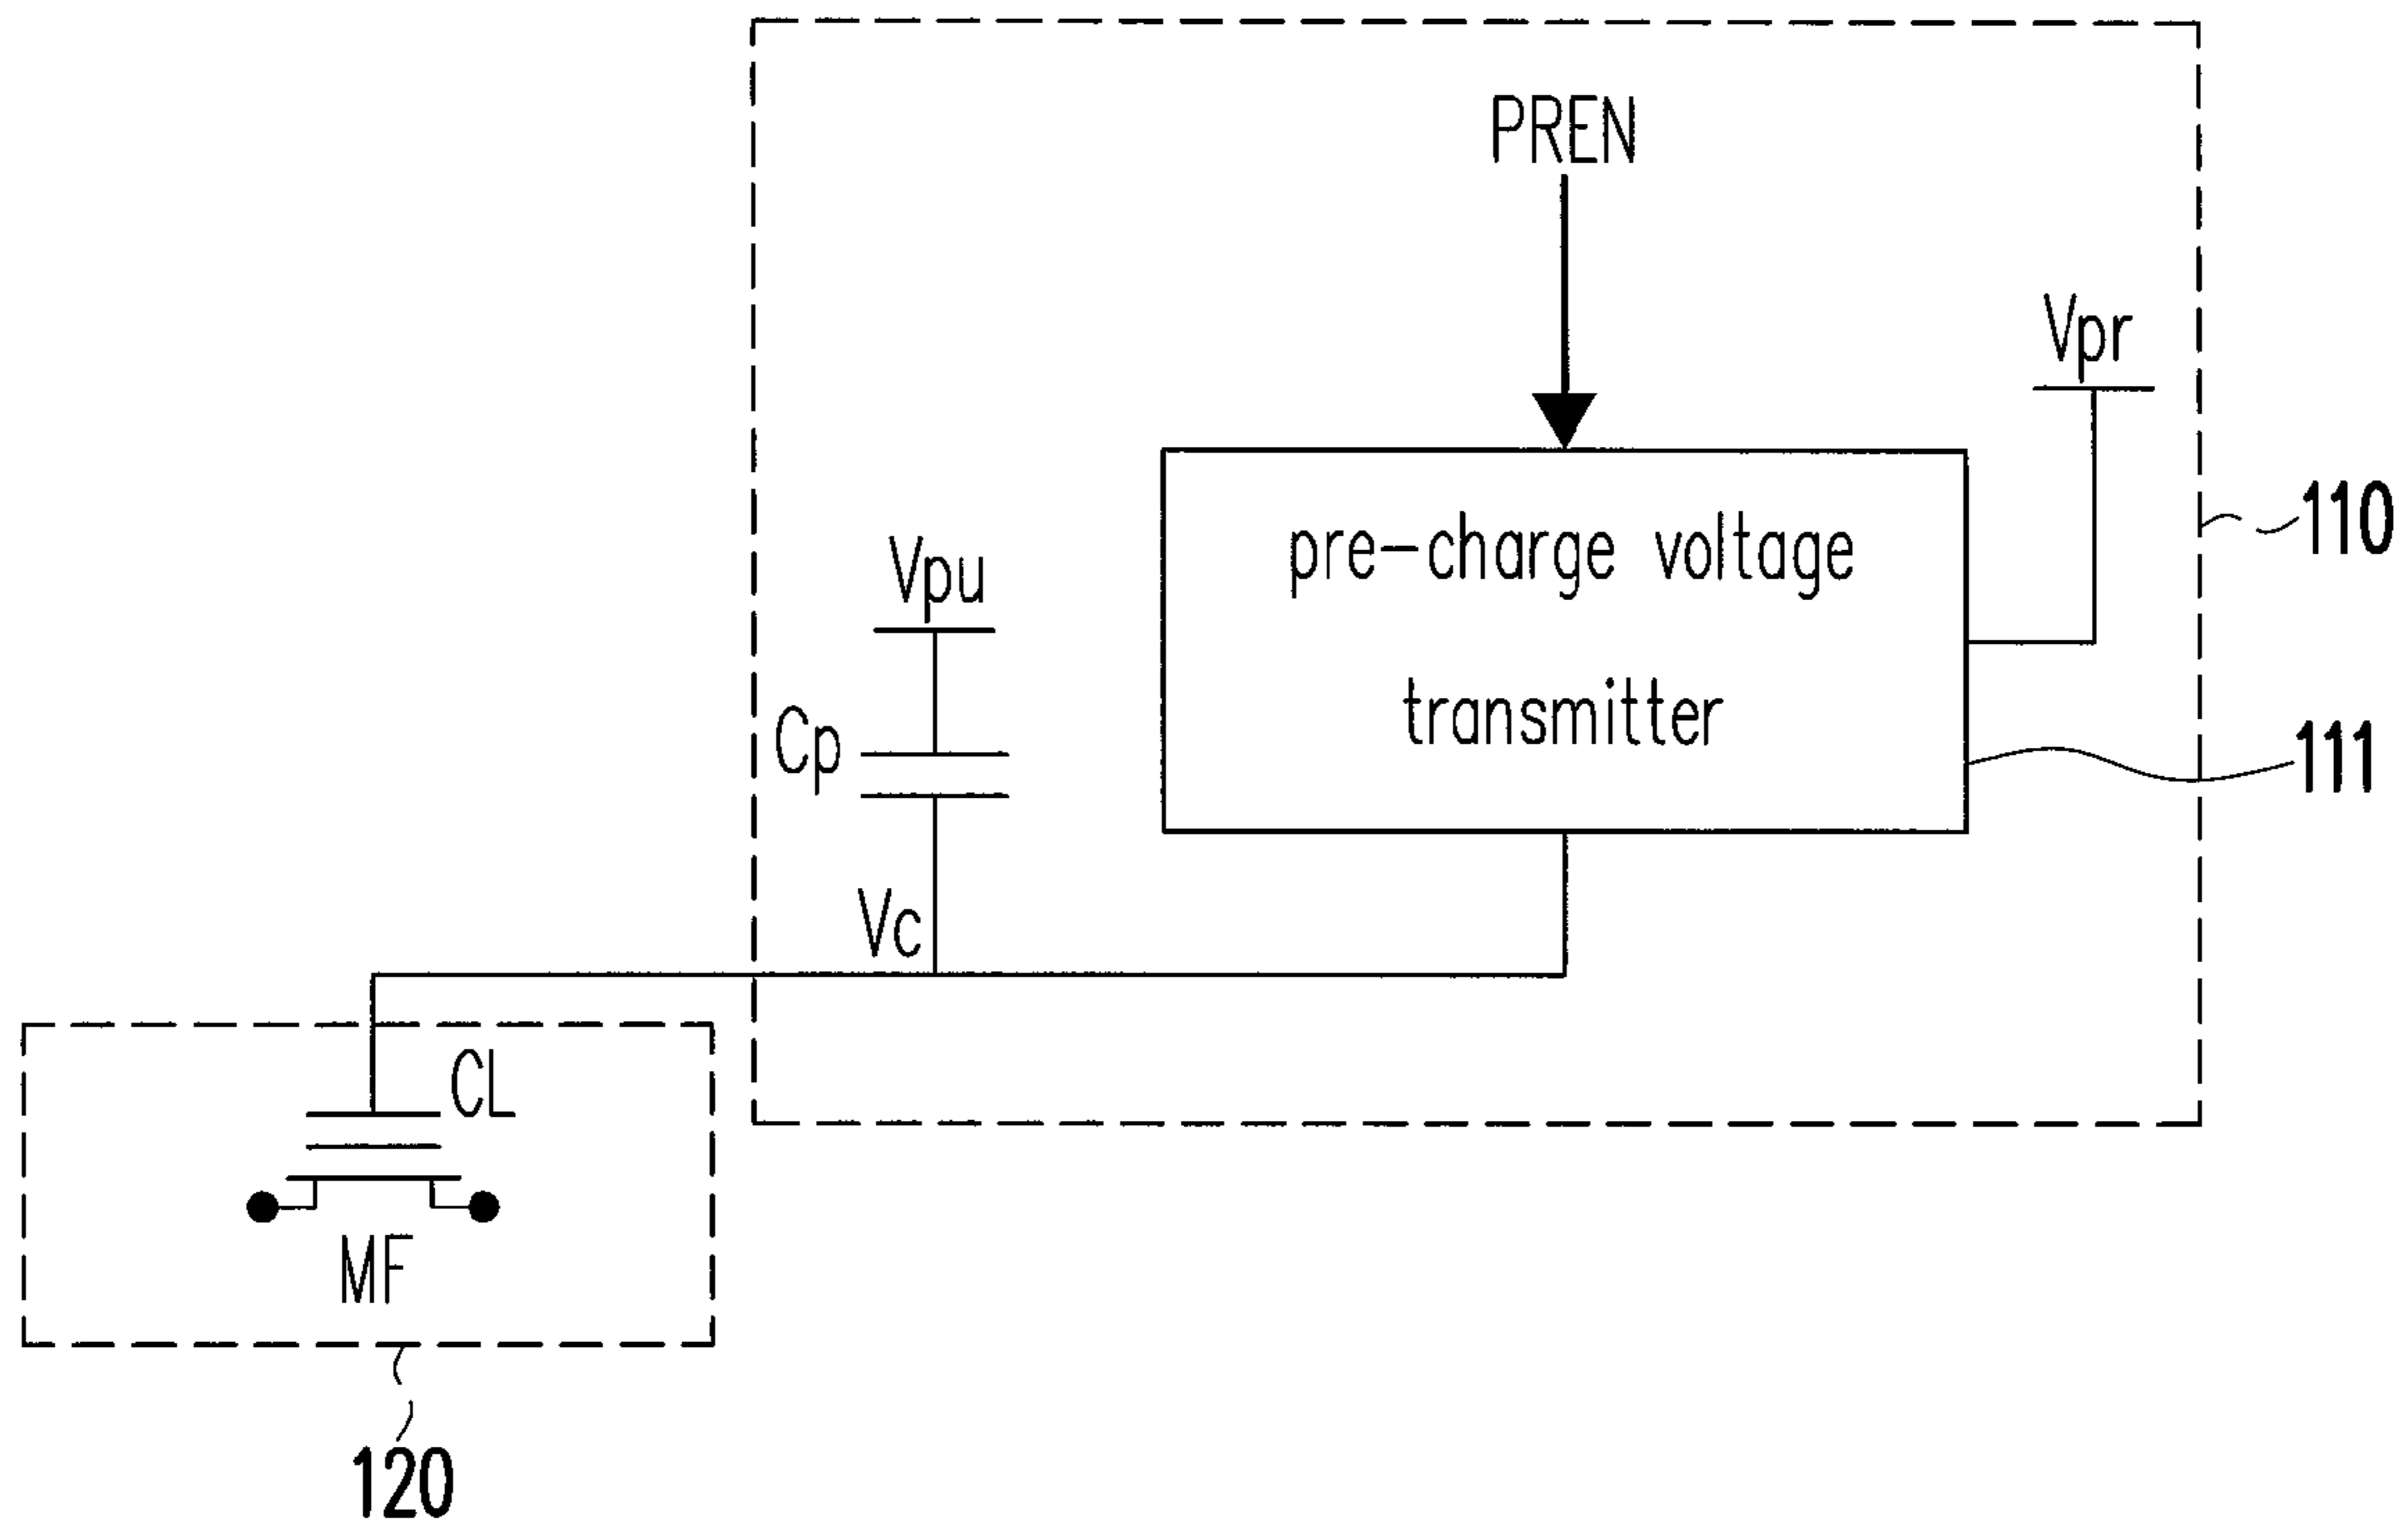 PREN
Vpr
110
pre-charge voltage
transmitter
Vpu
Cp
111
Vc
CL
MF
120